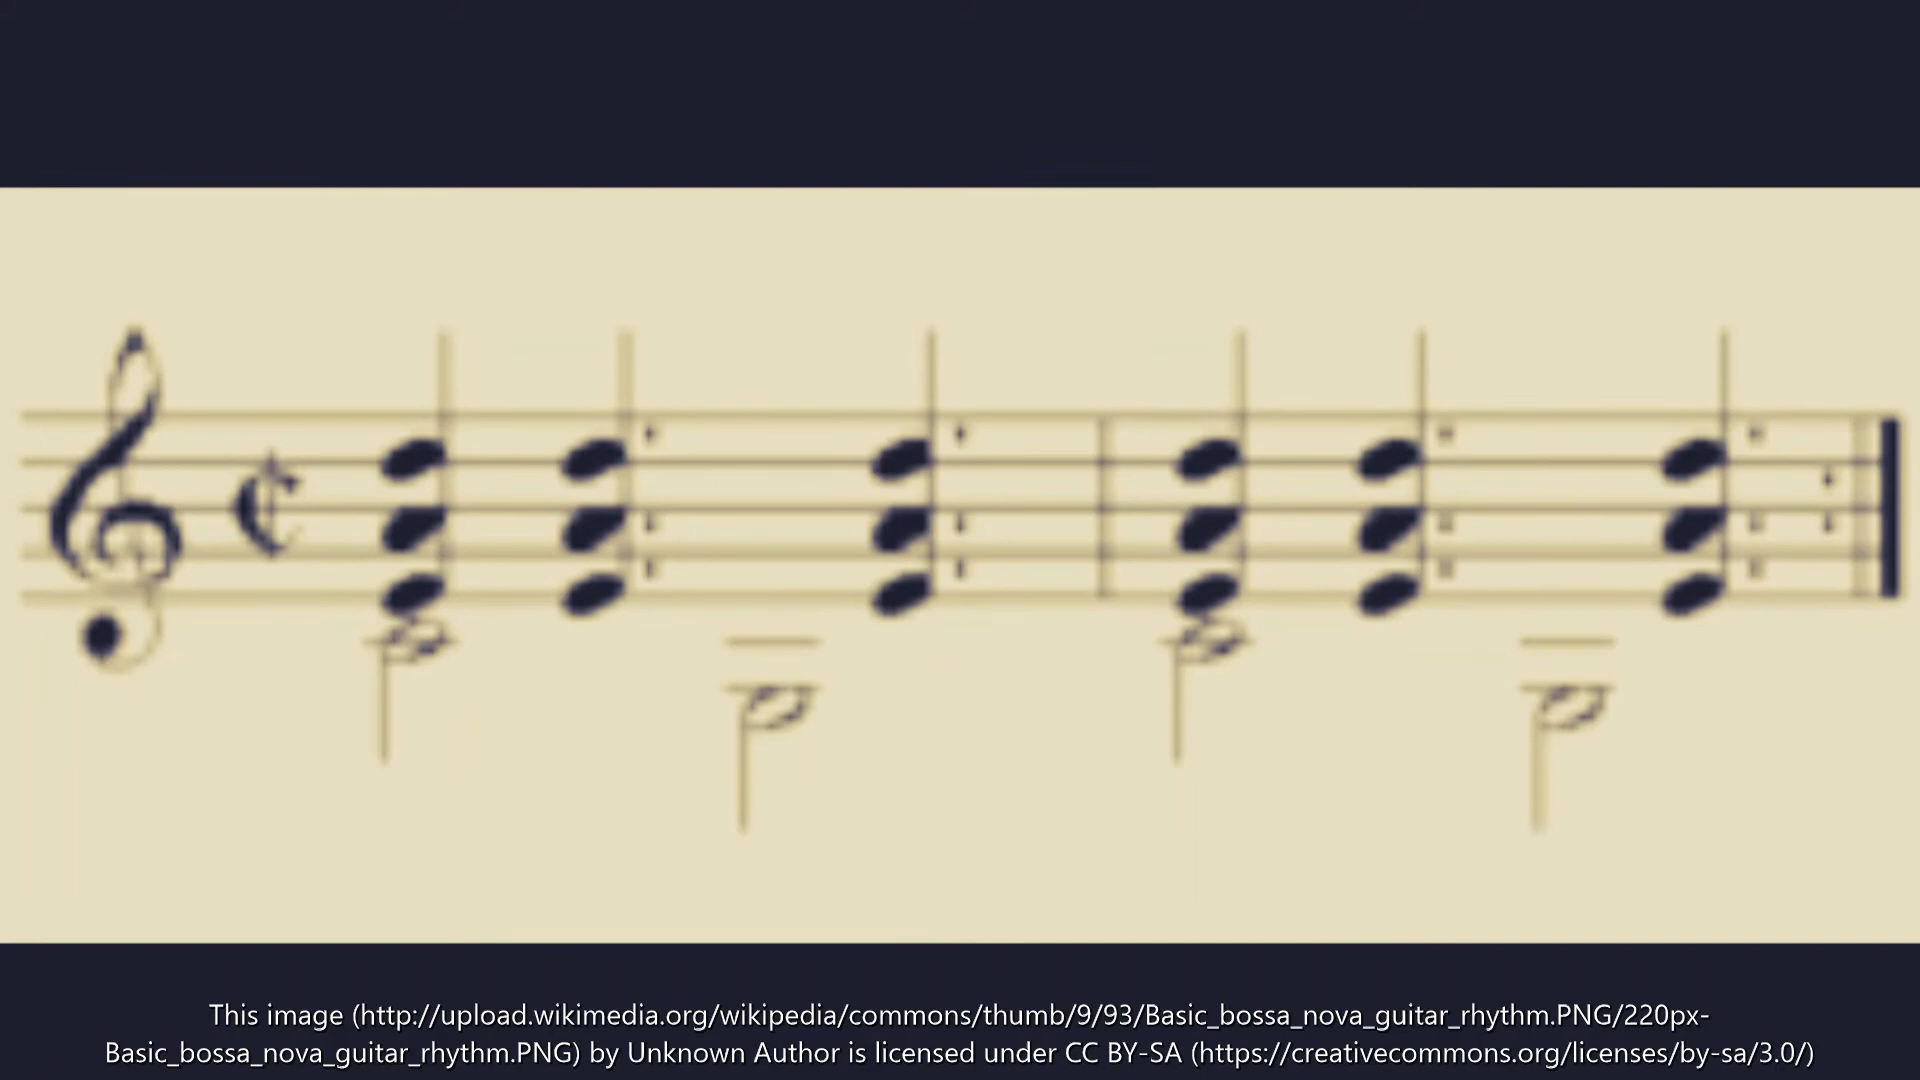 This image (http://upload.wikimedia.org/wikipedia/commons/thumb/9/93/Basic_bossa_nova_guitar_rhythm.PNG/220px-
Basic_bossa_nova_guitar_rhythm.PNG) by Unknown Author is licensed under CC BY-SA (https://creativecommons.org/licenses/by-sa/3.0/)